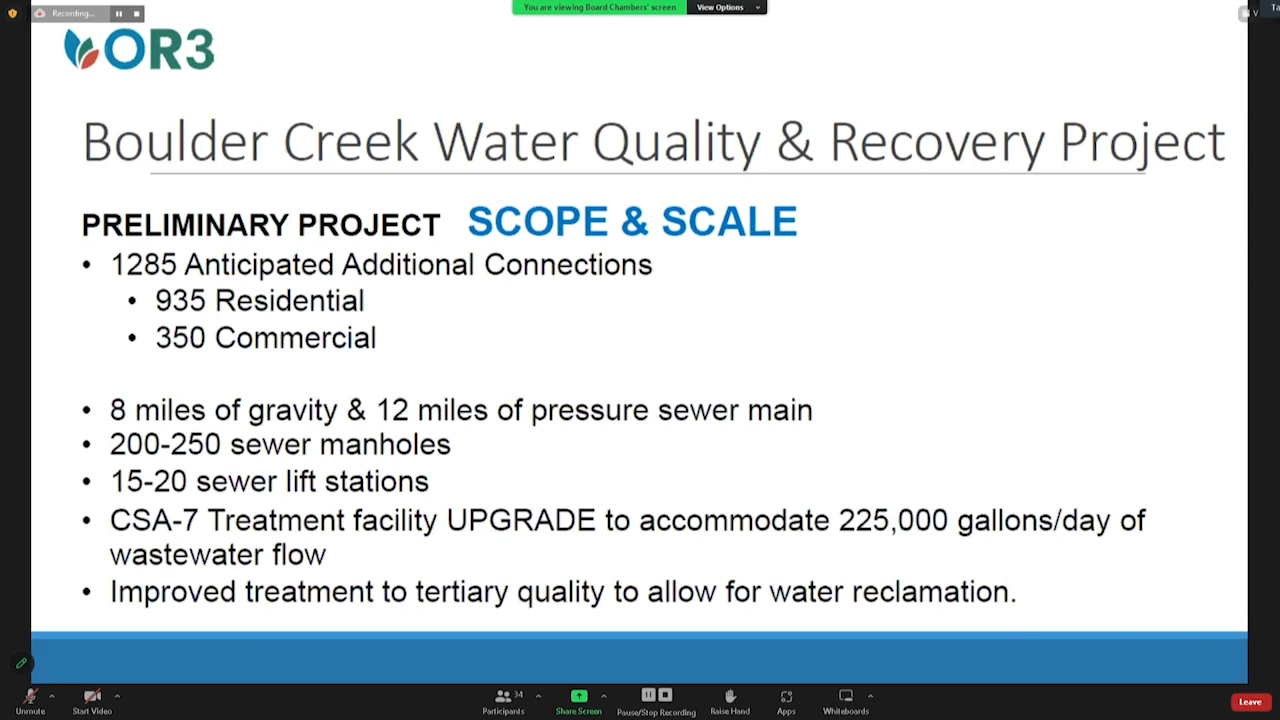 Recording...
You are viewing Board Chambers' screen
View Options
V
Ta
OR3
Boulder Creek Water Quality & Recovery Project
PRELIMINARY PROJECT SCOPE & SCALE
• 1285 Anticipated Additional Connections
• 935 Residential
• 350 Commercial
• 8 miles of gravity & 12 miles of pressure sewer main
• 200-250 sewer manholes
• 15-20 sewer lift stations
• CSA-7 Treatment facility UPGRADE to accommodate 225,000 gallons/day of
wastewater flow
• Improved treatment to tertiary quality to allow for water reclamation.
Unmute
Start Video
34
Participants
Share Screen
Pause/Stop Recording
Raise Hand
Apps
Whiteboards
Leave